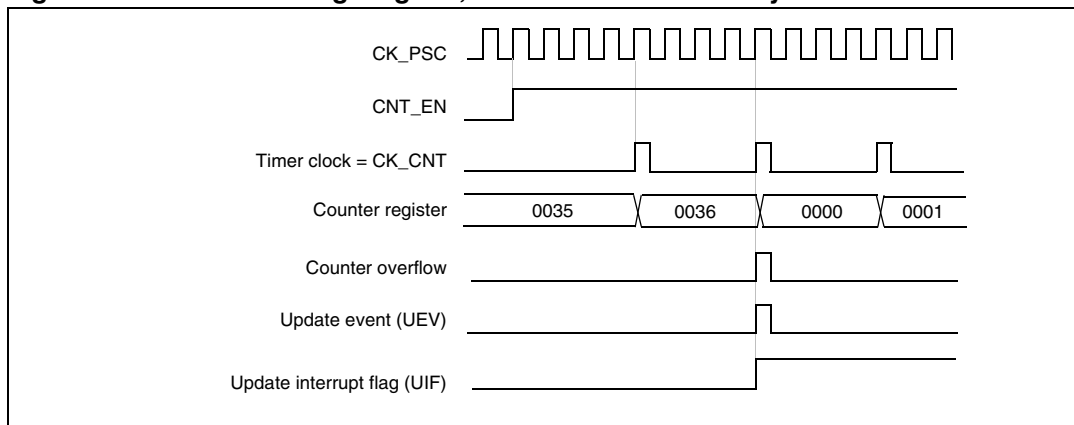 CK_PSC
CNT_EN
Timer clock = CK_CNT
Counter register 0035 0036 0000 0001
Counter overflow
Update event (UEV)
Update interrupt flag (UIF)